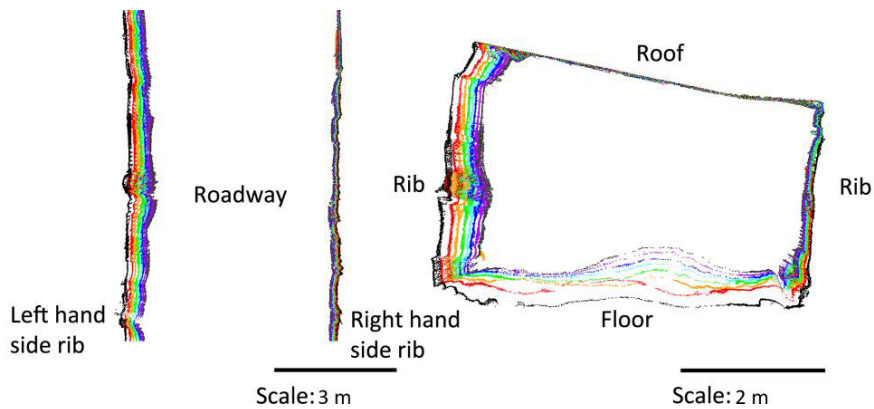 Roadway
Left hand
side rib
Right hand
side rib
Scale: 3 m
Roof
Rib
Rib
Floor
Scale: 2 m